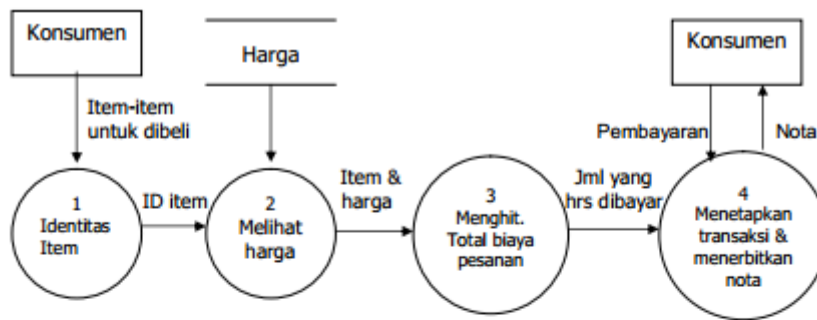 Konsumen
Harga
Konsumen
Item-item
untuk dibeli
Pembayaran
Nota
1
Identitas
Item
ID item
2
Melihat
harga
Item &
harga
3
Menghit.
Total biaya
pesanan
Jml yang
hrs dibayar
4
Menetapkan
transaksi &
menerbitkan
nota